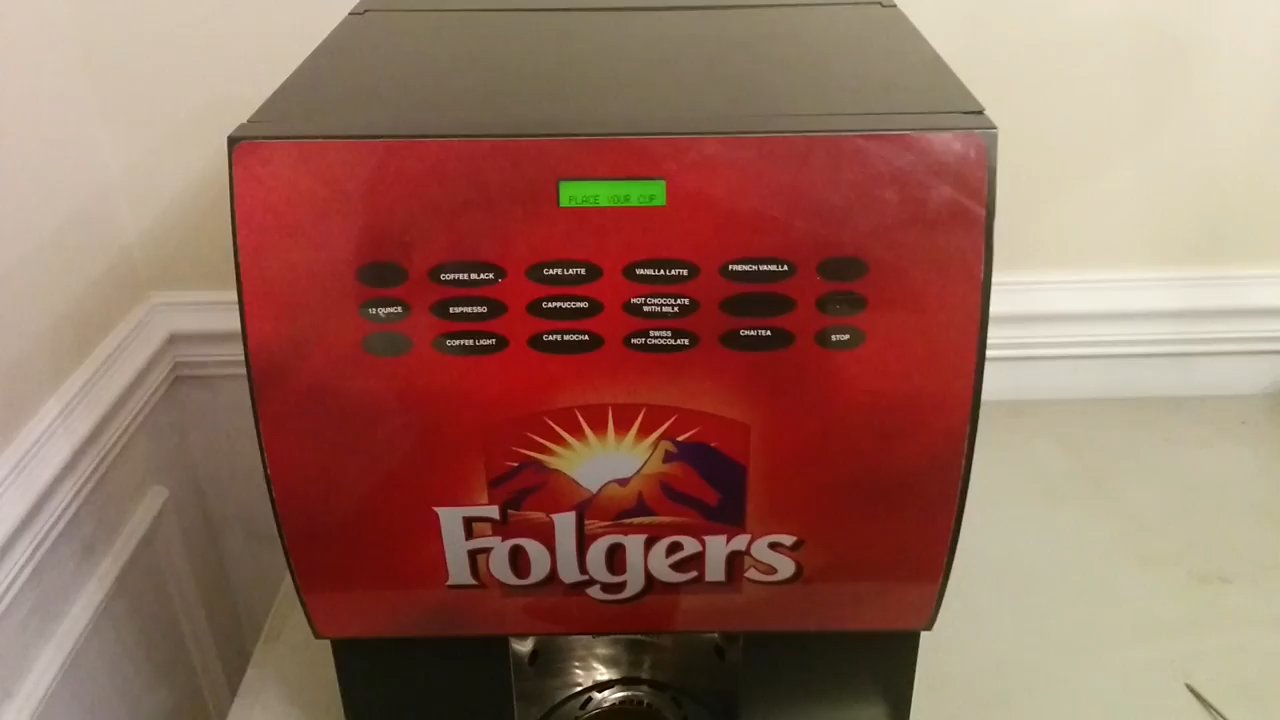 PLACE YOUR CUP
COFFEE BLACK
CAFE LATTE
VANILLA LATTE
FRENCH VANILLA
12 OUNCE
ESPRESSO
CAPPUCCINO
HOT CHOCOLATE
WITH MILK
COFFEE LIGHT
CAFE MOCHA
SWISS
HOT CHOCOLATE
CHAI TEA
STOP
Folgers